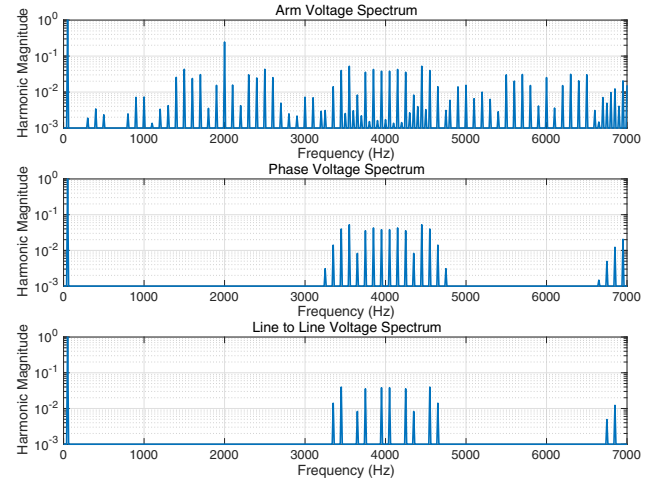 Arm Voltage Spectrum
Harmonic Magnitude
10^0
10^-1
10^-2
10^-3
0 1000 2000 3000 4000 5000 6000 7000
Frequency (Hz)
Phase Voltage Spectrum
Harmonic Magnitude
10^0
10^-1
10^-2
10^-3
0 1000 2000 3000 4000 5000 6000 7000
Frequency (Hz)
Line to Line Voltage Spectrum
Harmonic Magnitude
10^0
10^-1
10^-2
10^-3
0 1000 2000 3000 4000 5000 6000 7000
Frequency (Hz)